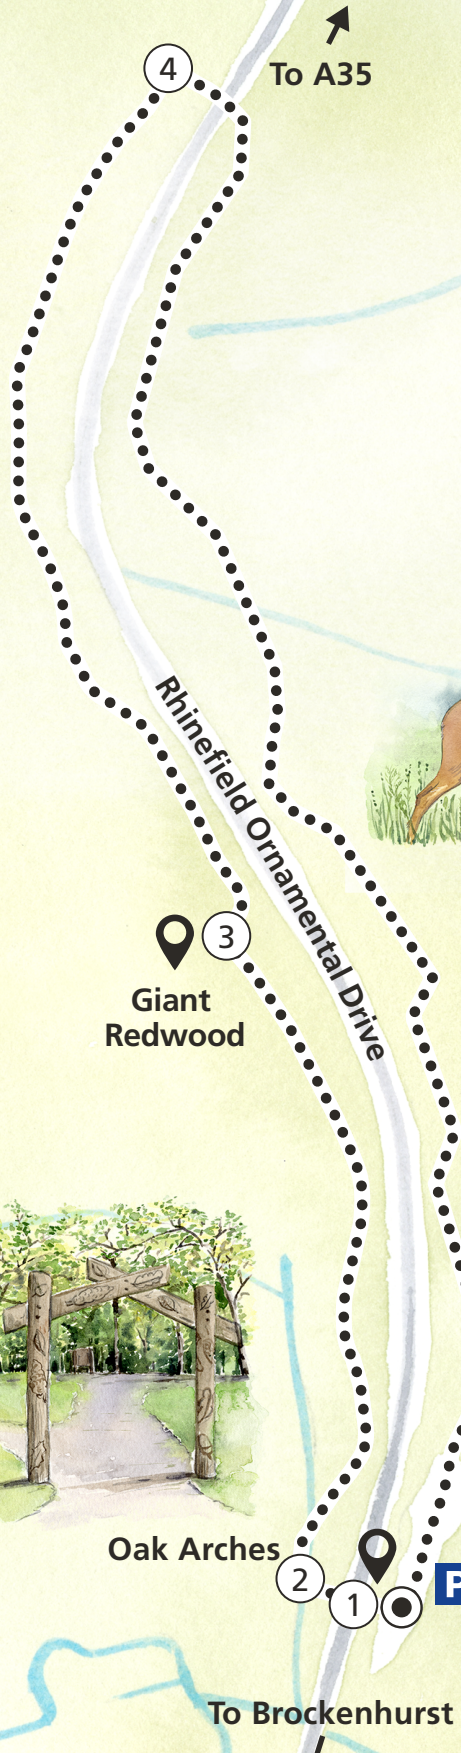 To A35
4
Rhinefield Ornamental Drive
3
Giant
Redwood
Oak Arches
2
1
P
To Brockenhurst